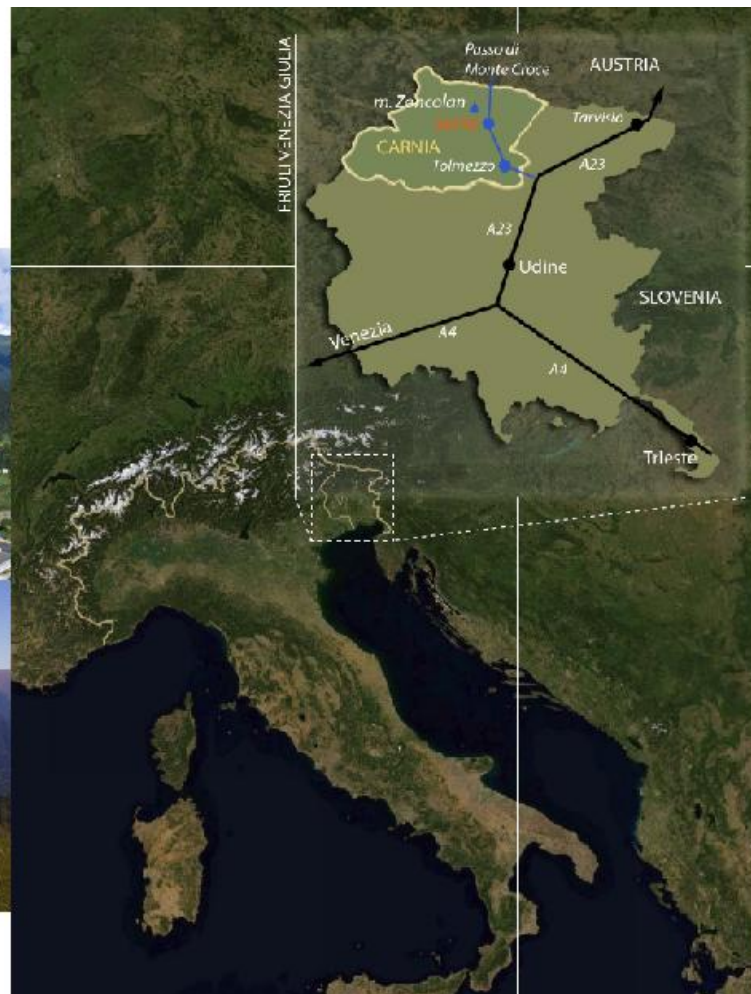 FRIULI VENEZIA GIULIA
Passo di
Monte Croce
AUSTRIA
m. Zoncolan
Tarvisio
CARNIA
Tolmezzo
A23
A23
Udine
SLOVENIA
Venezia
A4
A4
Trieste